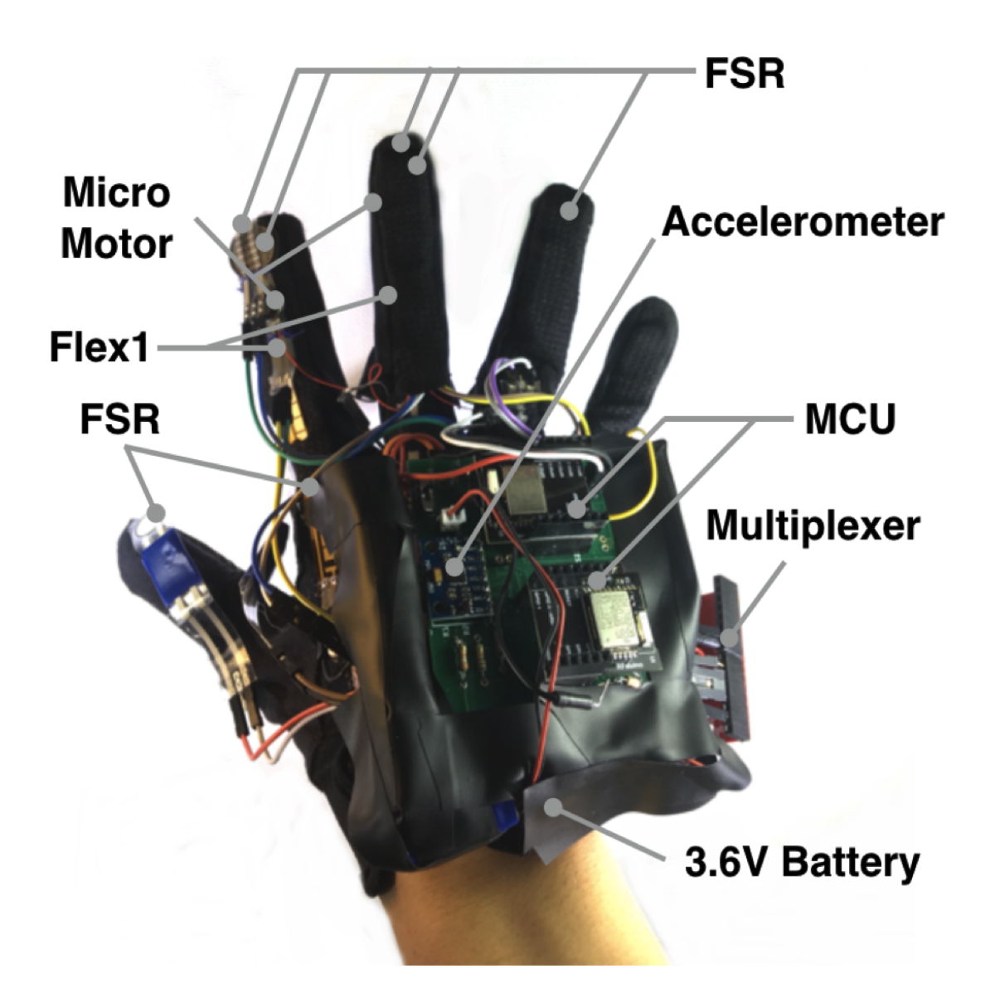 FSR
Micro
Motor
Accelerometer
Flex1
FSR
MCU
Multiplexer
3.6V Battery